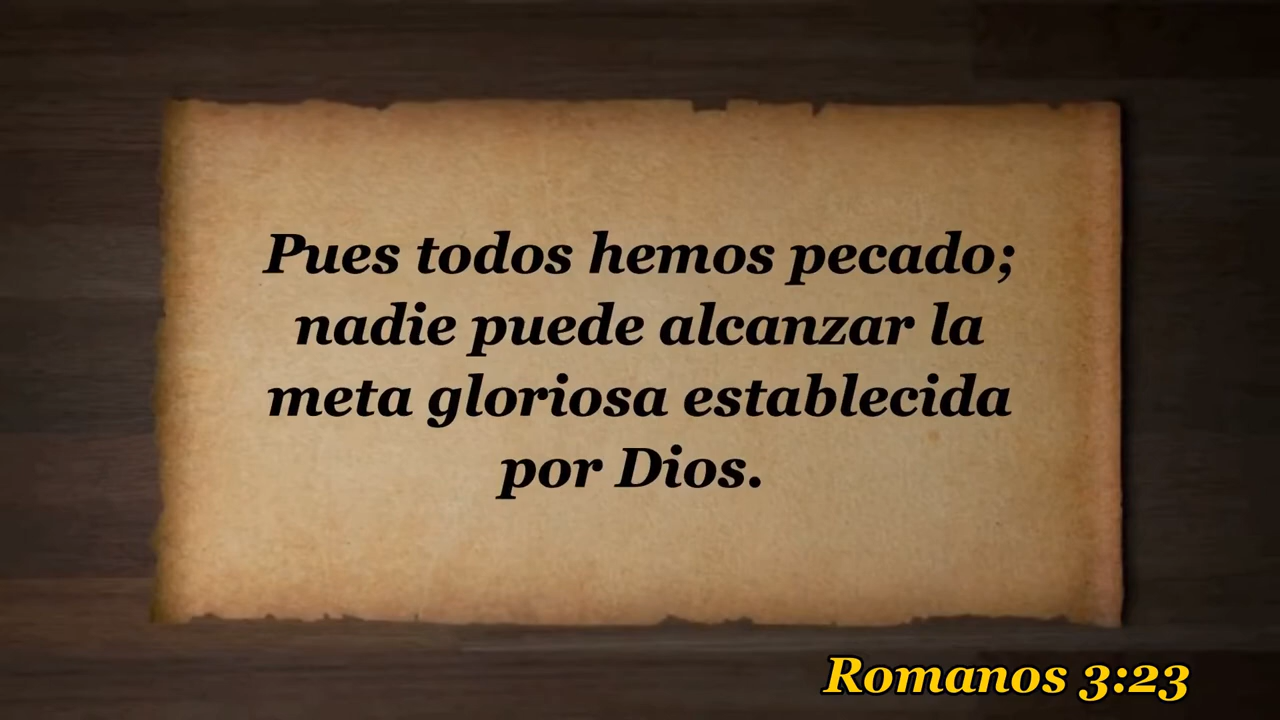 Pues todos hemos pecado;
nadie puede alcanzar la
meta gloriosa establecida
por Dios.
Romanos 3:23